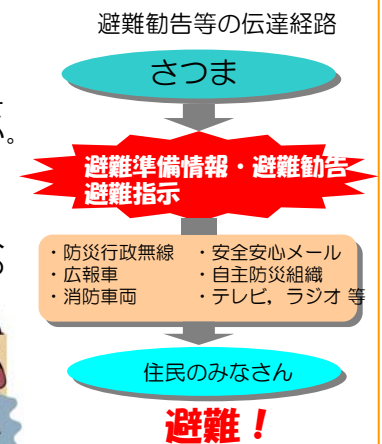 避難勧告等の伝達経路
さつま
避難準備情報・避難勧告
避難指示
・防災行政無線 ・安全安心メール
・広報車 ・自主防災組織
・消防車両 ・テレビ，ラジオ 等
住民のみなさん
避難！